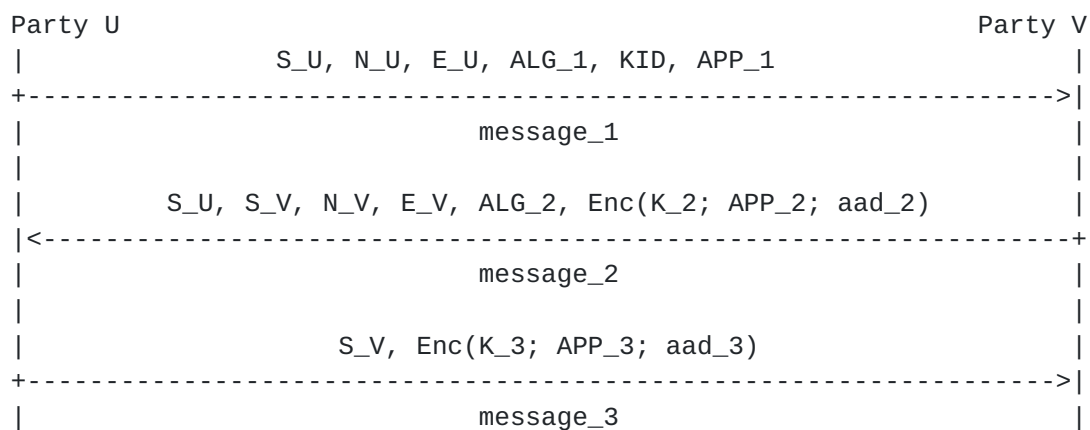 Party U                                                   Party V
|                S_U, N_U, E_U, ALG_1, KID, APP_1               |
+-------------------------------------------------------------->|
|                           message_1                           |
|                                                               |
|         S_U, S_V, N_V, E_V, ALG_2, Enc(K_2; APP_2; aad_2)     |
|<--------------------------------------------------------------+
|                           message_2                           |
|                                                               |
|                   S_V, Enc(K_3; APP_3; aad_3)                 |
+-------------------------------------------------------------->|
|                           message_3                           |